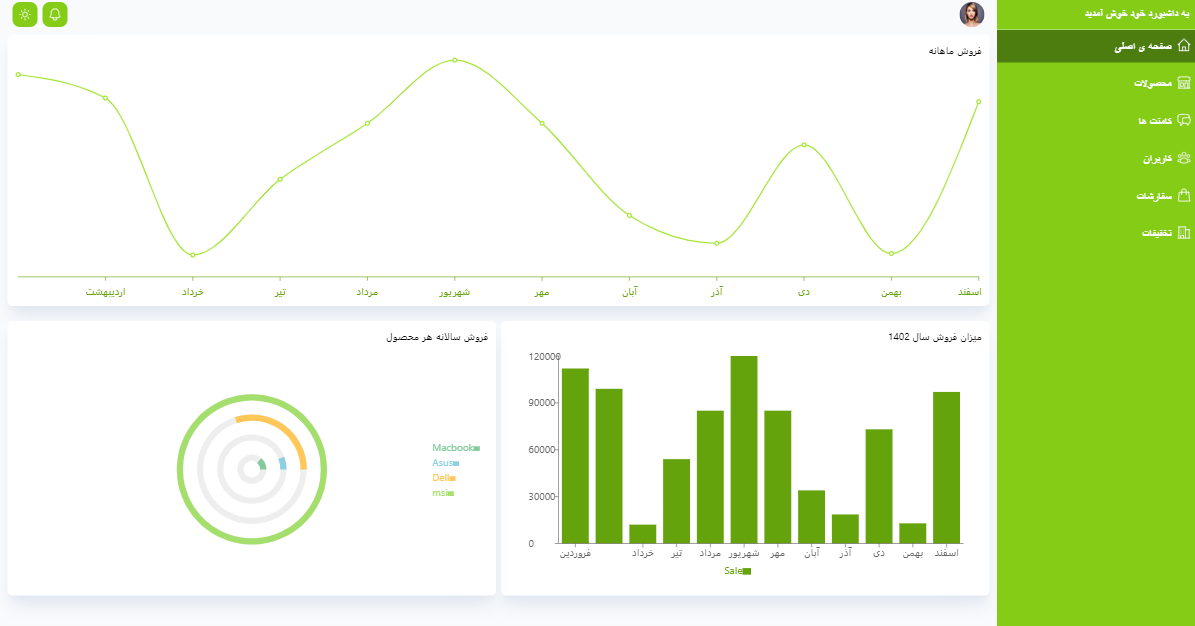 به داشبورد خود خوش آمدید
صفحه ی اصلی
محصولات
کامنت ها
کاربران
سفارشات
تخفیفات
فروش ماهانه
اردیبهشت
خرداد
تیر
مرداد
شهریور
مهر
آبان
آذر
دی
بهمن
اسفند
میزان فروش سال 1402
120000
90000
60000
30000
0
فروردین
خرداد
تیر
مرداد
شهریور
مهر
آبان
آذر
دی
بهمن
اسفند
Sale
فروش سالانه هر محصول
Macbook
Asus
Dell
msi